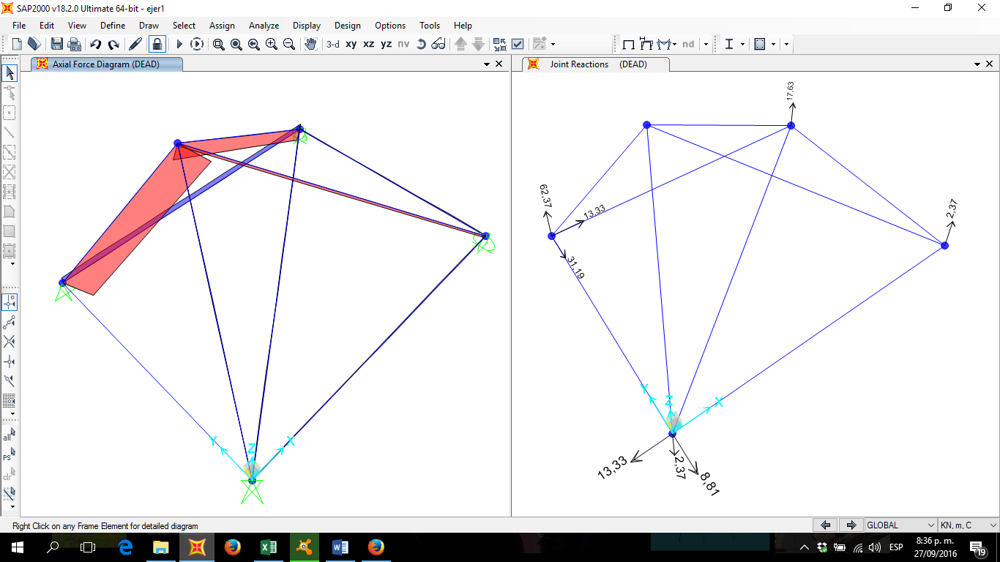 SAP2000 v18.2.0 Ultimate 64-bit - ejer1
File Edit View Define Draw Select Assign Analyze Display Design Options Tools Help
3-d xy xz yz nv nd
Axial Force Diagram (DEAD)
Joint Reactions (DEAD)
17,63
62,37
13,33
31,19
2,37
Y
X
Z
Y
X
Z
13,33
2,37
8,81
all
PS
clr
Right Click on any Frame Element for detailed diagram
GLOBAL
KN, m, C
ESP
8:36 p. m.
27/09/2016
19